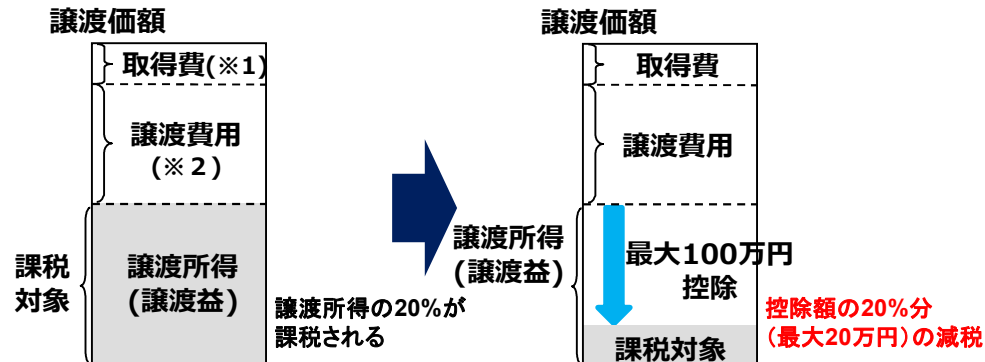 譲渡価額
取得費(※1)
譲渡費用
(※２)
課税
対象
譲渡所得
(譲渡益)
譲渡所得の20%が
課税される
譲渡価額
取得費
譲渡費用
譲渡所得
(譲渡益)
最大100万円
控除
課税対象
控除額の20%分
（最大20万円）の減税